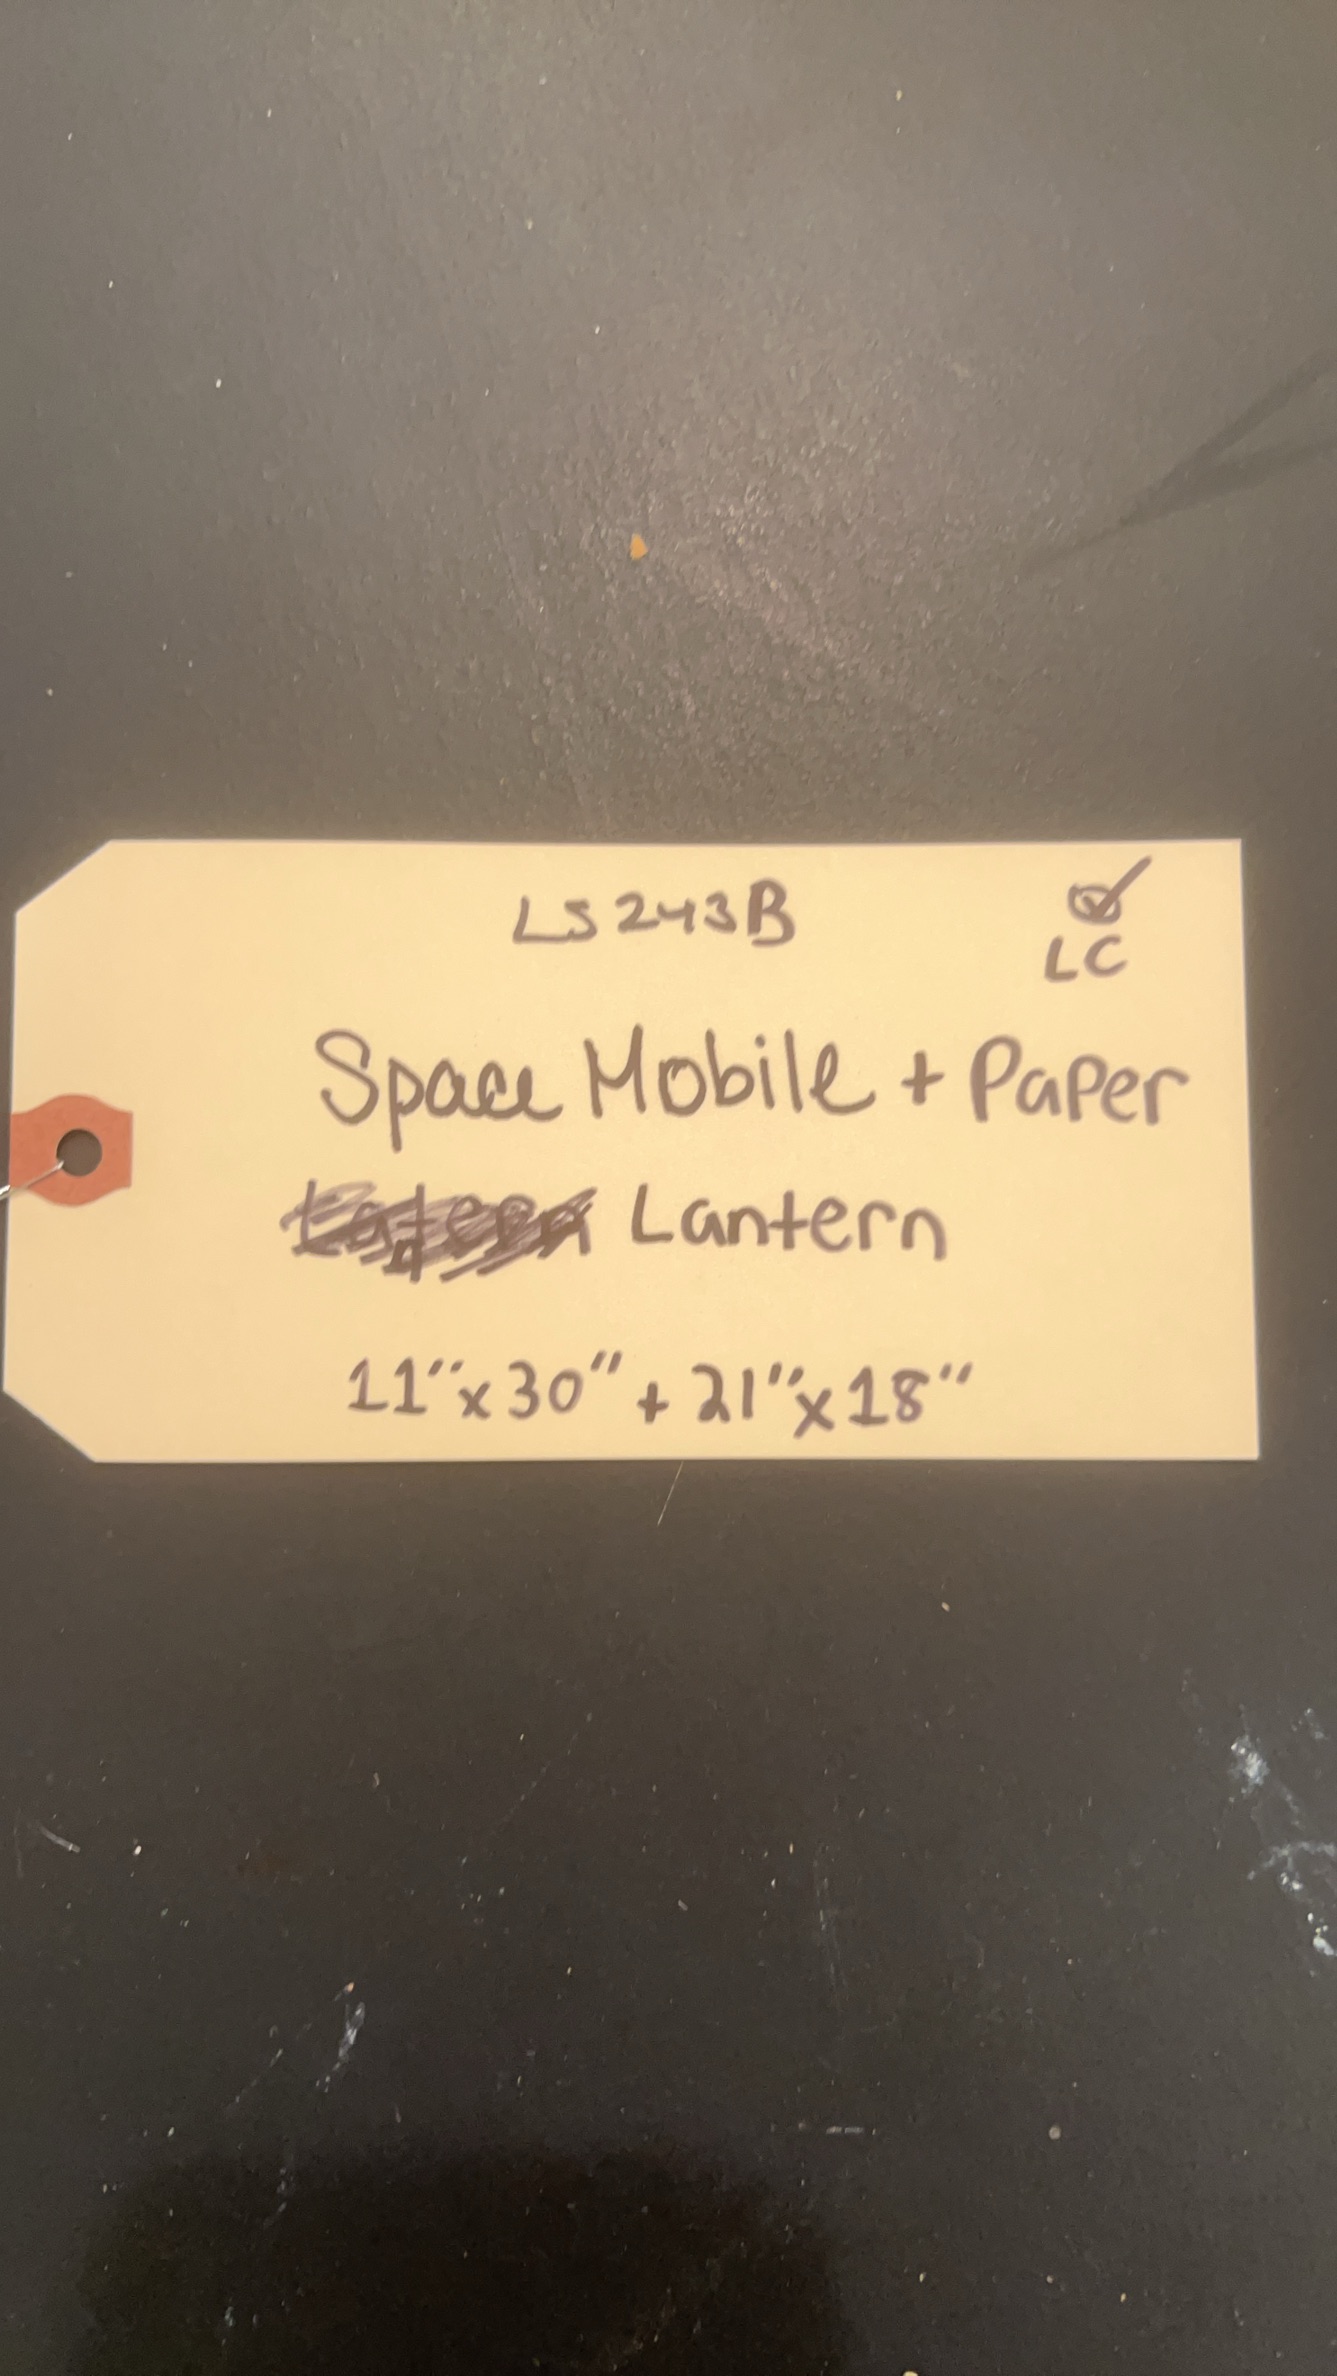 LS243B
LC
Space Mobile + Paper
Lantern
11"x30" + 21"x18"